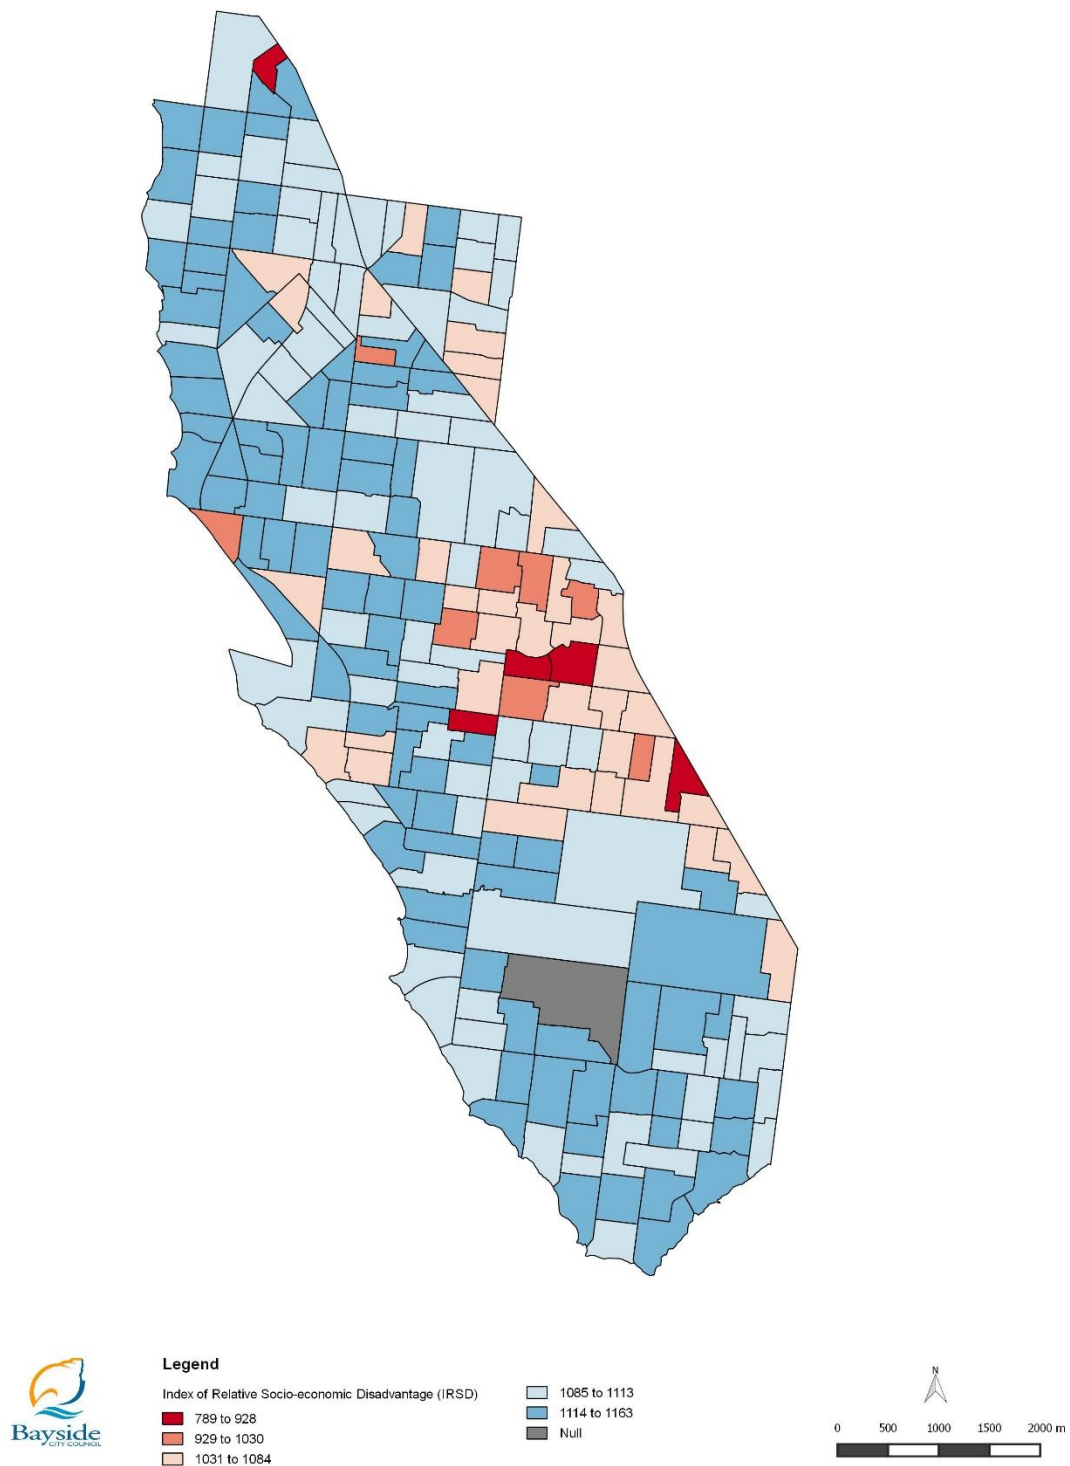 Legend
Index of Relative Socio-economic Disadvantage (IRSD)
789 to 928
929 to 1030
1031 to 1084
1085 to 1113
1114 to 1163
Null
Bayside
CITY COUNCIL
N
0 500 1000 1500 2000 m